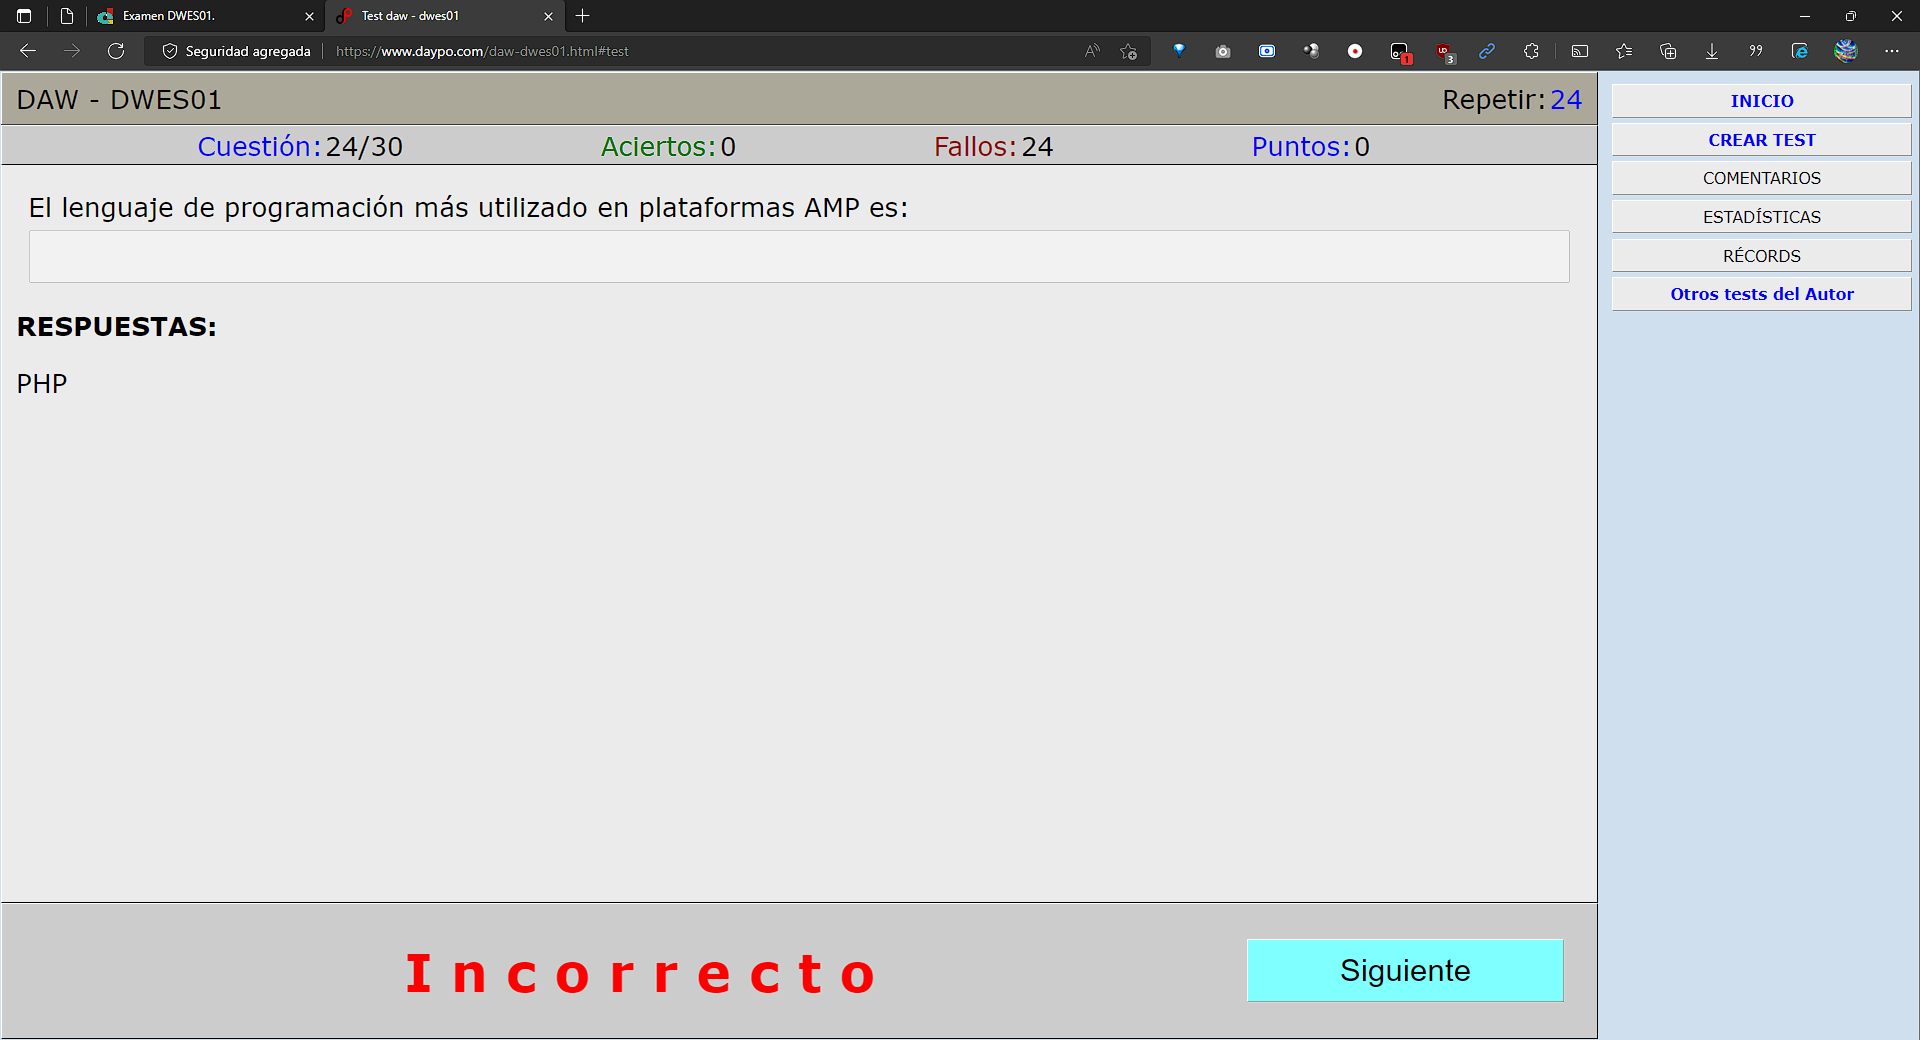 Examen DWES01.
Test daw - dwes01
Seguridad agregada
https://www.daypo.com/daw-dwes01.html#test
1
3
DAW - DWES01
Repetir:24
Cuestión:24/30
Aciertos:0
Fallos:24
Puntos:0
El lenguaje de programación más utilizado en plataformas AMP es:
RESPUESTAS:
PHP
Incorrecto
Siguiente
INICIO
CREAR TEST
COMENTARIOS
ESTADÍSTICAS
RÉCORDS
Otros tests del Autor